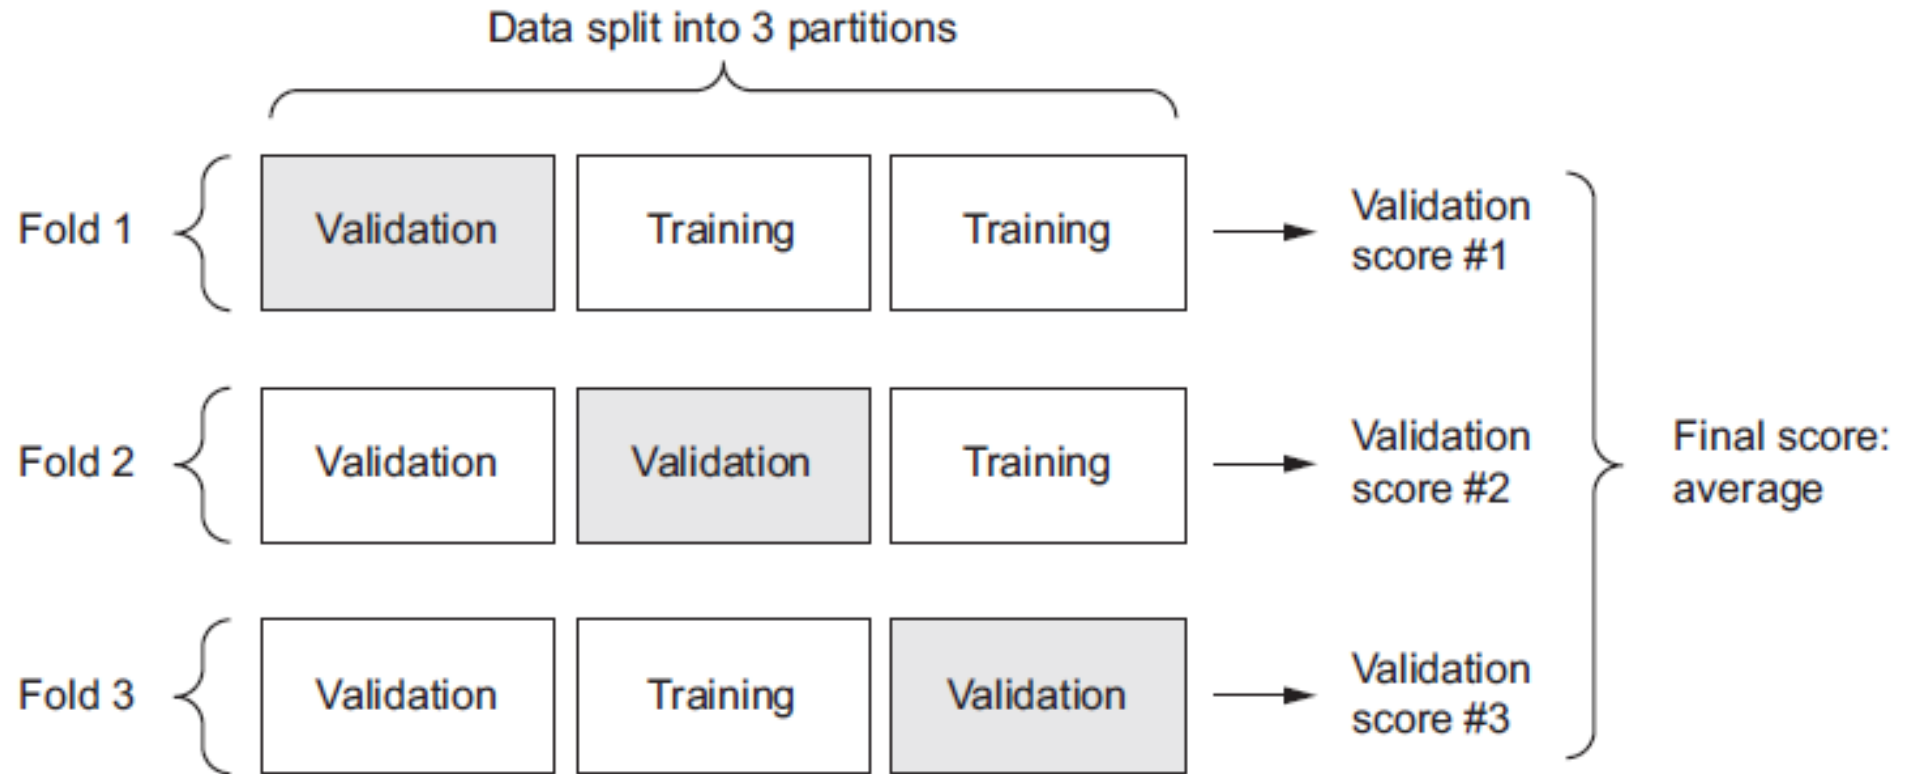 Data split into 3 partitions
Fold 1
Validation
Training
Training
Validation
score #1
Fold 2
Validation
Validation
Training
Validation
score #2
Final score:
average
Fold 3
Validation
Training
Validation
Validation
score #3